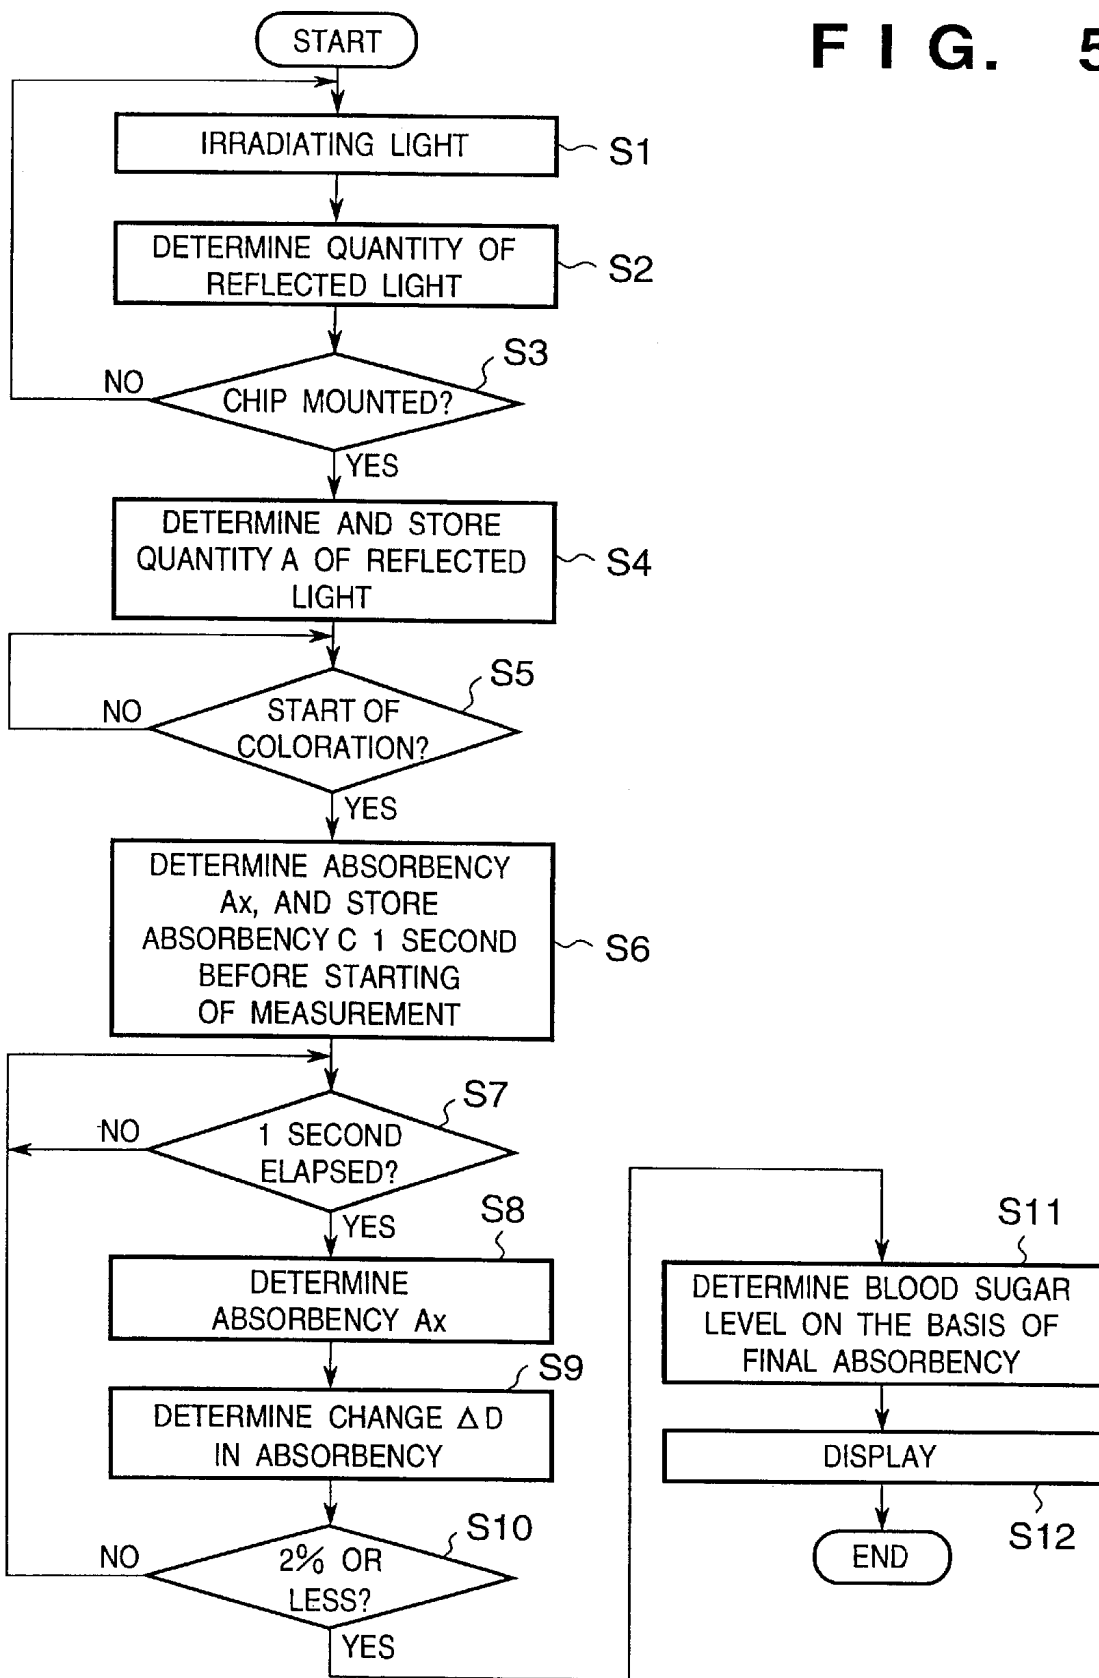 FIG. 5
START
IRRADIATING LIGHT
S1
DETERMINE QUANTITY OF
REFLECTED LIGHT
S2
S3
NO
CHIP MOUNTED?
YES
DETERMINE AND STORE
QUANTITY A OF REFLECTED
LIGHT
S4
S5
NO
START OF
COLORATION?
YES
DETERMINE ABSORBENCY
Ax, AND STORE
ABSORBENCY C 1 SECOND
BEFORE STARTING
OF MEASUREMENT
S6
S7
NO
1 SECOND
ELAPSED?
YES
S8
DETERMINE
ABSORBENCY Ax
S9
DETERMINE CHANGE ΔD
IN ABSORBENCY
S10
NO
2% OR
LESS?
YES
S11
DETERMINE BLOOD SUGAR
LEVEL ON THE BASIS OF
FINAL ABSORBENCY
DISPLAY
S12
END